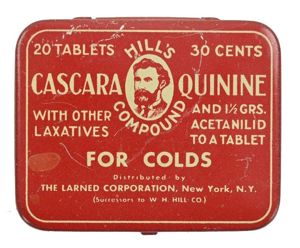 20 TABLETS
HILL'S
30 CENTS
CASCARA QUININE
COMPOUND
WITH OTHER
LAXATIVES
AND 1½ GRS.
ACETANILID
TO A TABLET
FOR COLDS
Distributed by
THE LARNED CORPORATION, New York, N.Y.
(Successors to W. H. HILL CO.)